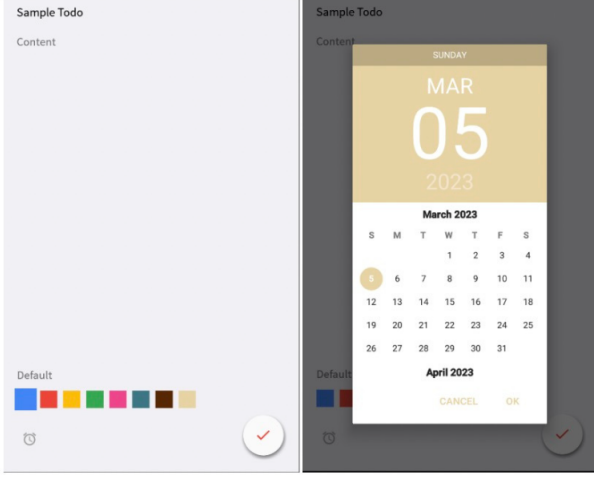 Sample Todo
Content
Default
Sample Todo
Content
SUNDAY
MAR
05
2023
March 2023
S M T W T F S
1 2 3 4
5 6 7 8 9 10 11
12 13 14 15 16 17 18
19 20 21 22 23 24 25
26 27 28 29 30 31
April 2023
Default
CANCEL OK